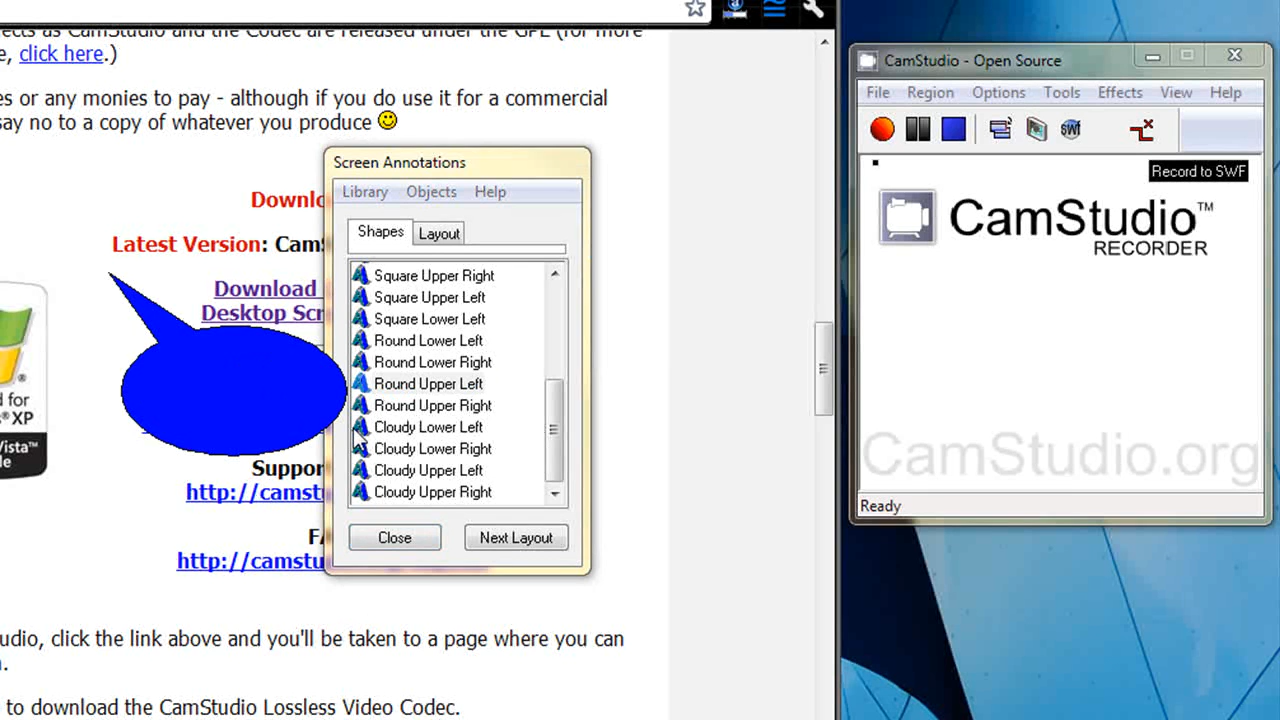 ects as CamStudio and the Codec are released under the GPL (for more
e, click here.)
es or any monies to pay - although if you do use it for a commercial
say no to a copy of whatever you produce
Downlo
Latest Version: Cam
Download
Desktop Scr
d for
s® XP
Vista™
le
Suppor
http://camst
FA
http://camstu
udio, click the link above and you'll be taken to a page where you can
to download the CamStudio Lossless Video Codec.
Screen Annotations
Library Objects Help
Shapes Layout
Square Upper Right
Square Upper Left
Square Lower Left
Round Lower Left
Round Lower Right
Round Upper Left
Round Upper Right
Cloudy Lower Left
Cloudy Lower Right
Cloudy Upper Left
Cloudy Upper Right
Close Next Layout
CamStudio - Open Source
File Region Options Tools Effects View Help
SWF
Record to SWF
CamStudio™
RECORDER
CamStudio.org
Ready